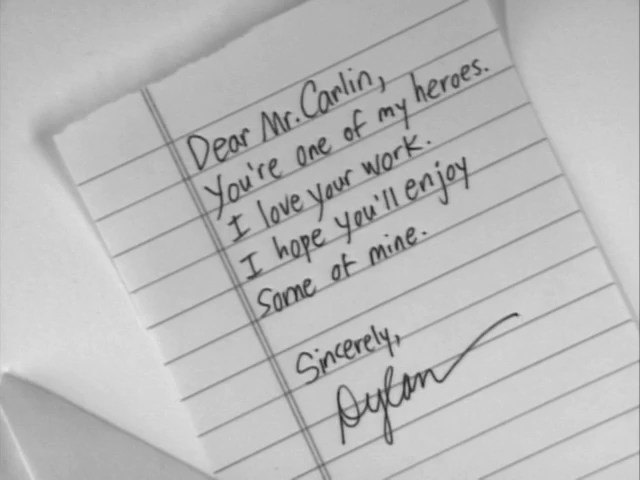 Dear Mr. Carlin,
You're one of my heroes.
I love your work.
I hope you'll enjoy
some of mine.
Sincerely,
Dylan